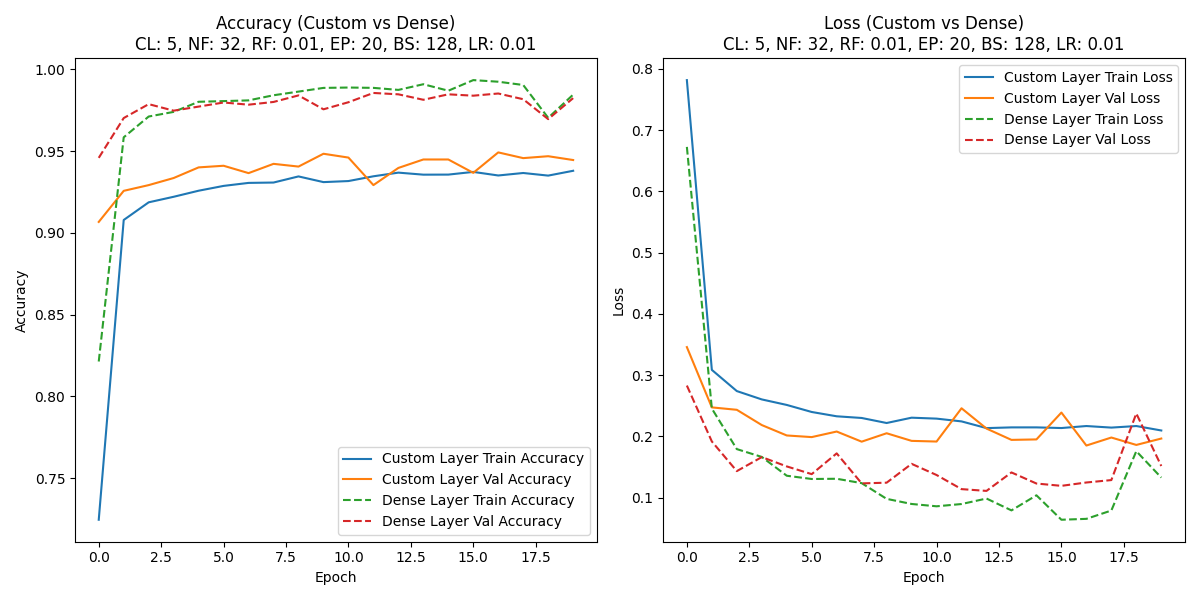 Accuracy (Custom vs Dense)
CL: 5, NF: 32, RF: 0.01, EP: 20, BS: 128, LR: 0.01
1.00
0.95
0.90
0.85
0.80
0.75
Accuracy
Custom Layer Train Accuracy
Custom Layer Val Accuracy
Dense Layer Train Accuracy
Dense Layer Val Accuracy
0.0 2.5 5.0 7.5 10.0 12.5 15.0 17.5
Epoch
Loss (Custom vs Dense)
CL: 5, NF: 32, RF: 0.01, EP: 20, BS: 128, LR: 0.01
Custom Layer Train Loss
Custom Layer Val Loss
Dense Layer Train Loss
Dense Layer Val Loss
0.8
0.7
0.6
0.5
0.4
0.3
0.2
0.1
Loss
0.0 2.5 5.0 7.5 10.0 12.5 15.0 17.5
Epoch